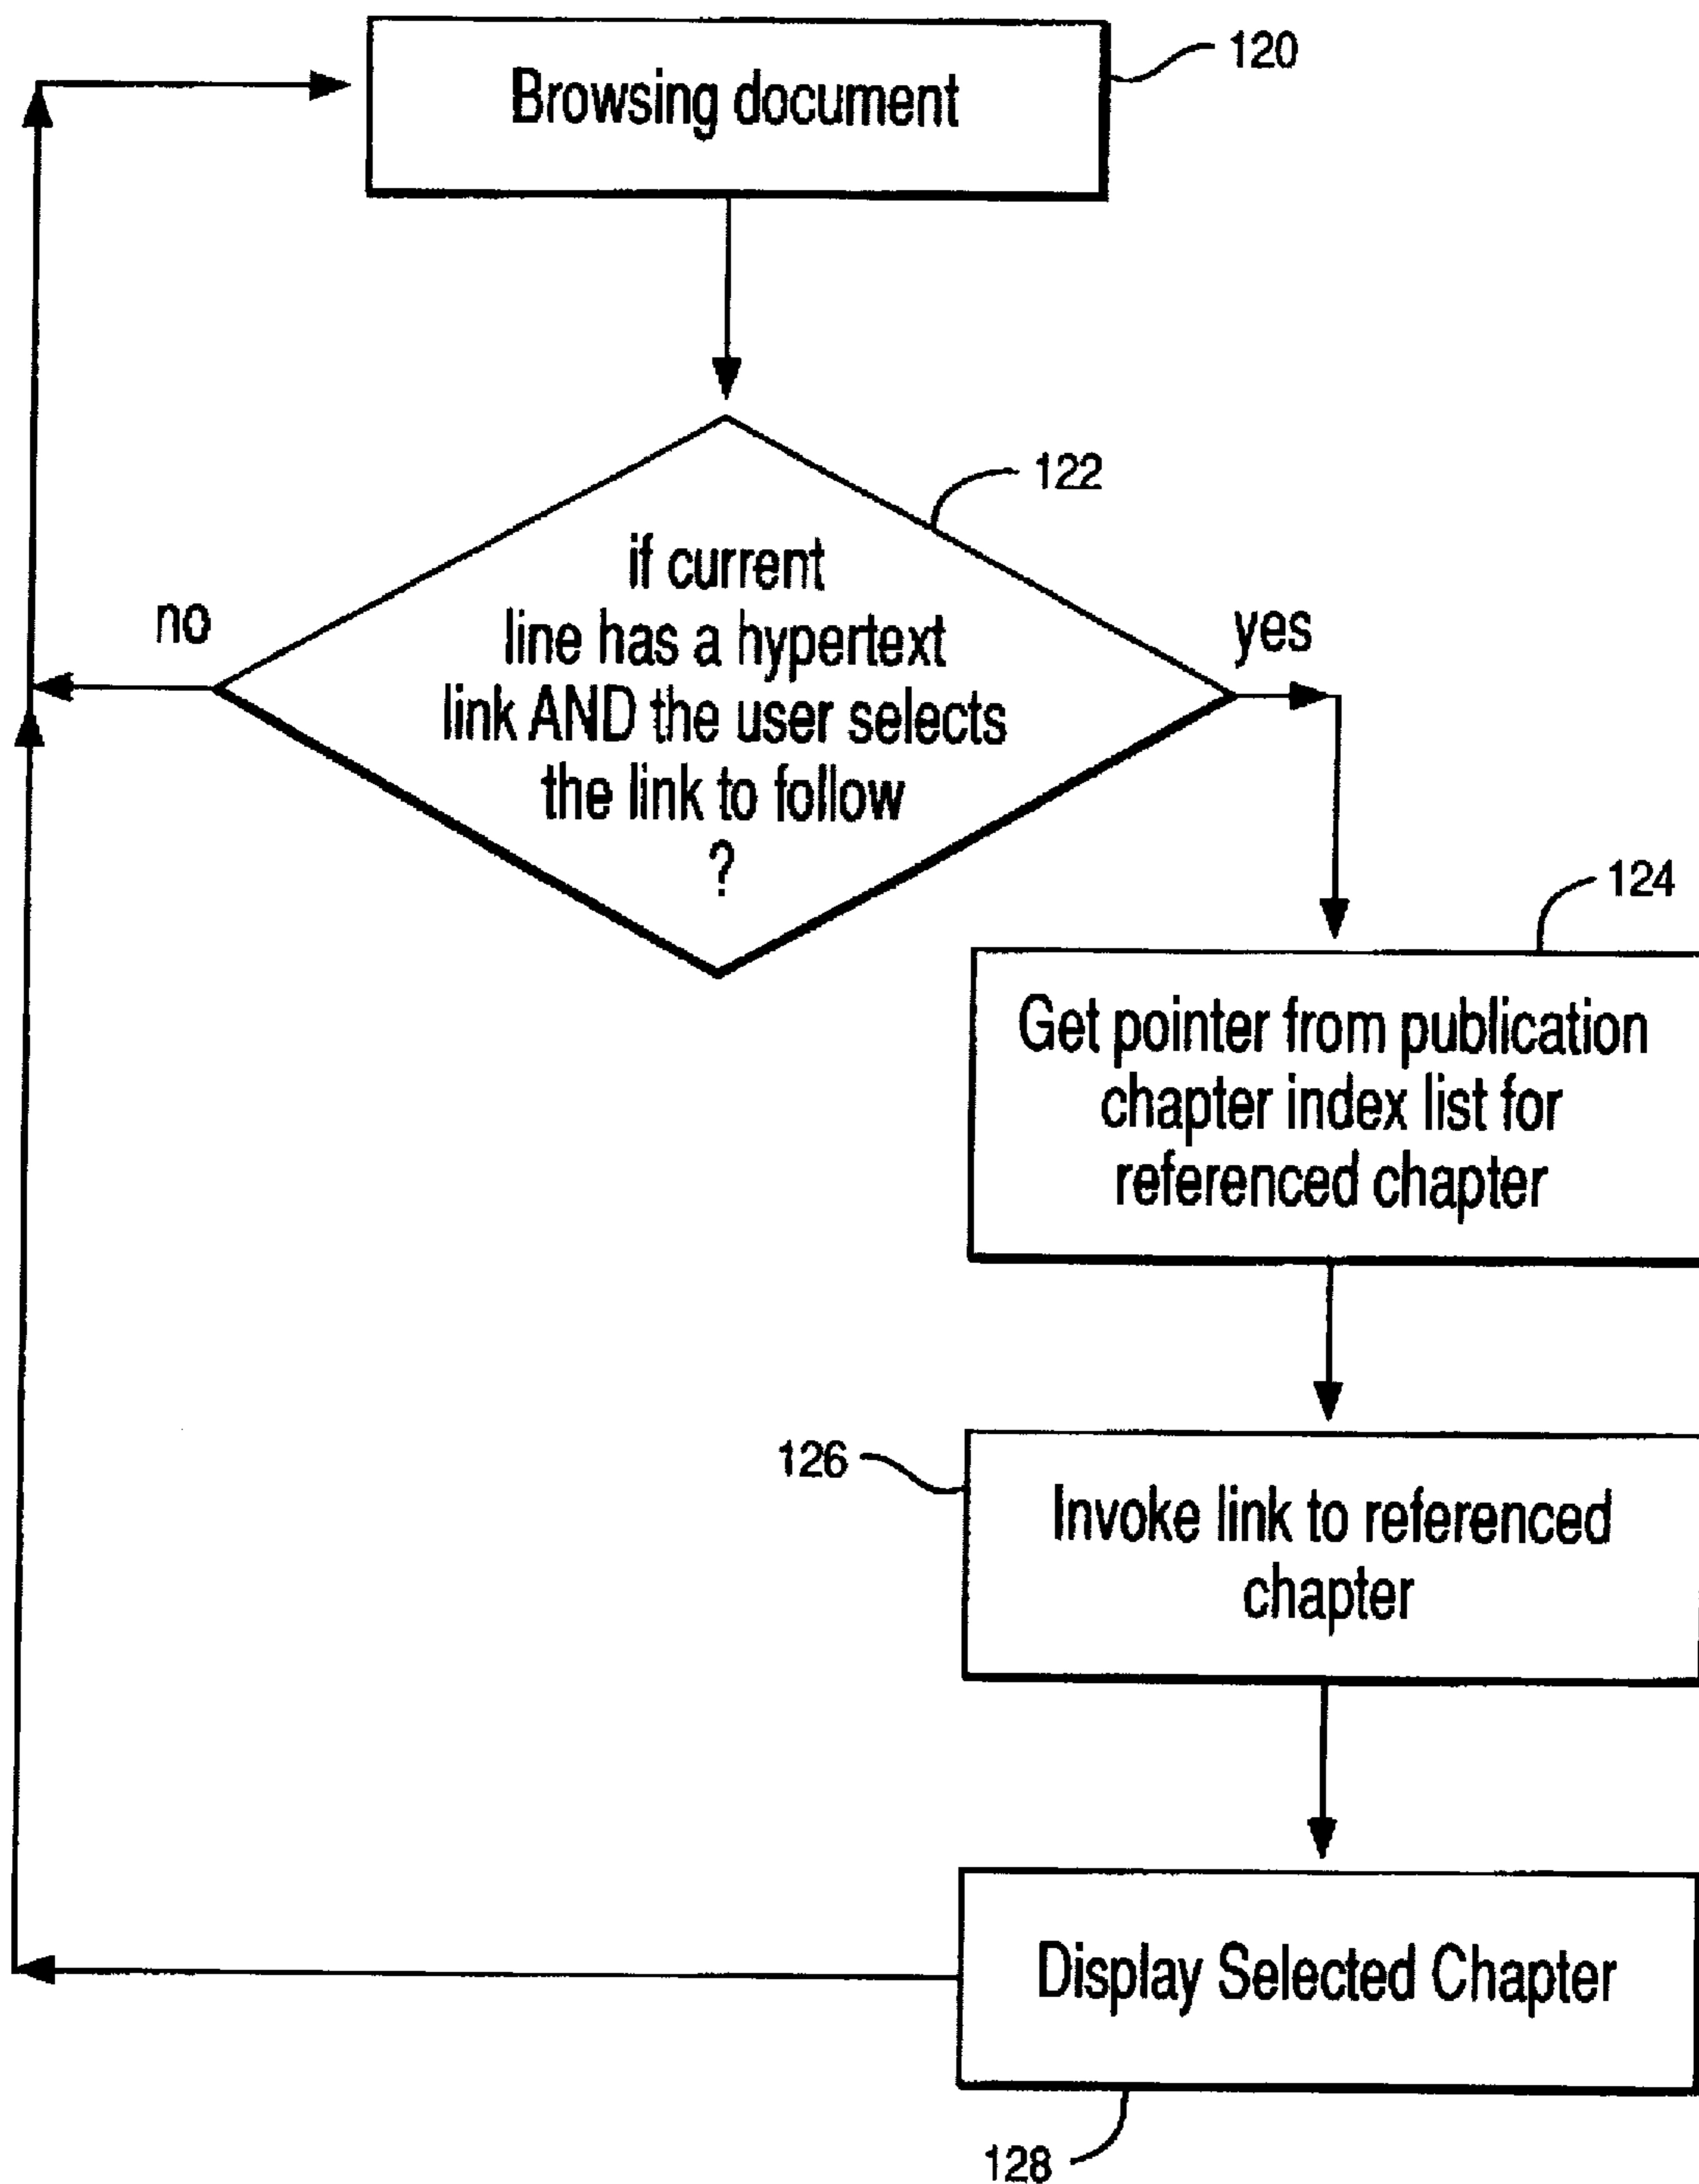 Browsing document
120
122
if current
line has a hypertext
link AND the user selects
the link to follow
?
no
yes
124
Get pointer from publication
chapter index list for
referenced chapter
126
Invoke link to referenced
chapter
Display Selected Chapter
128